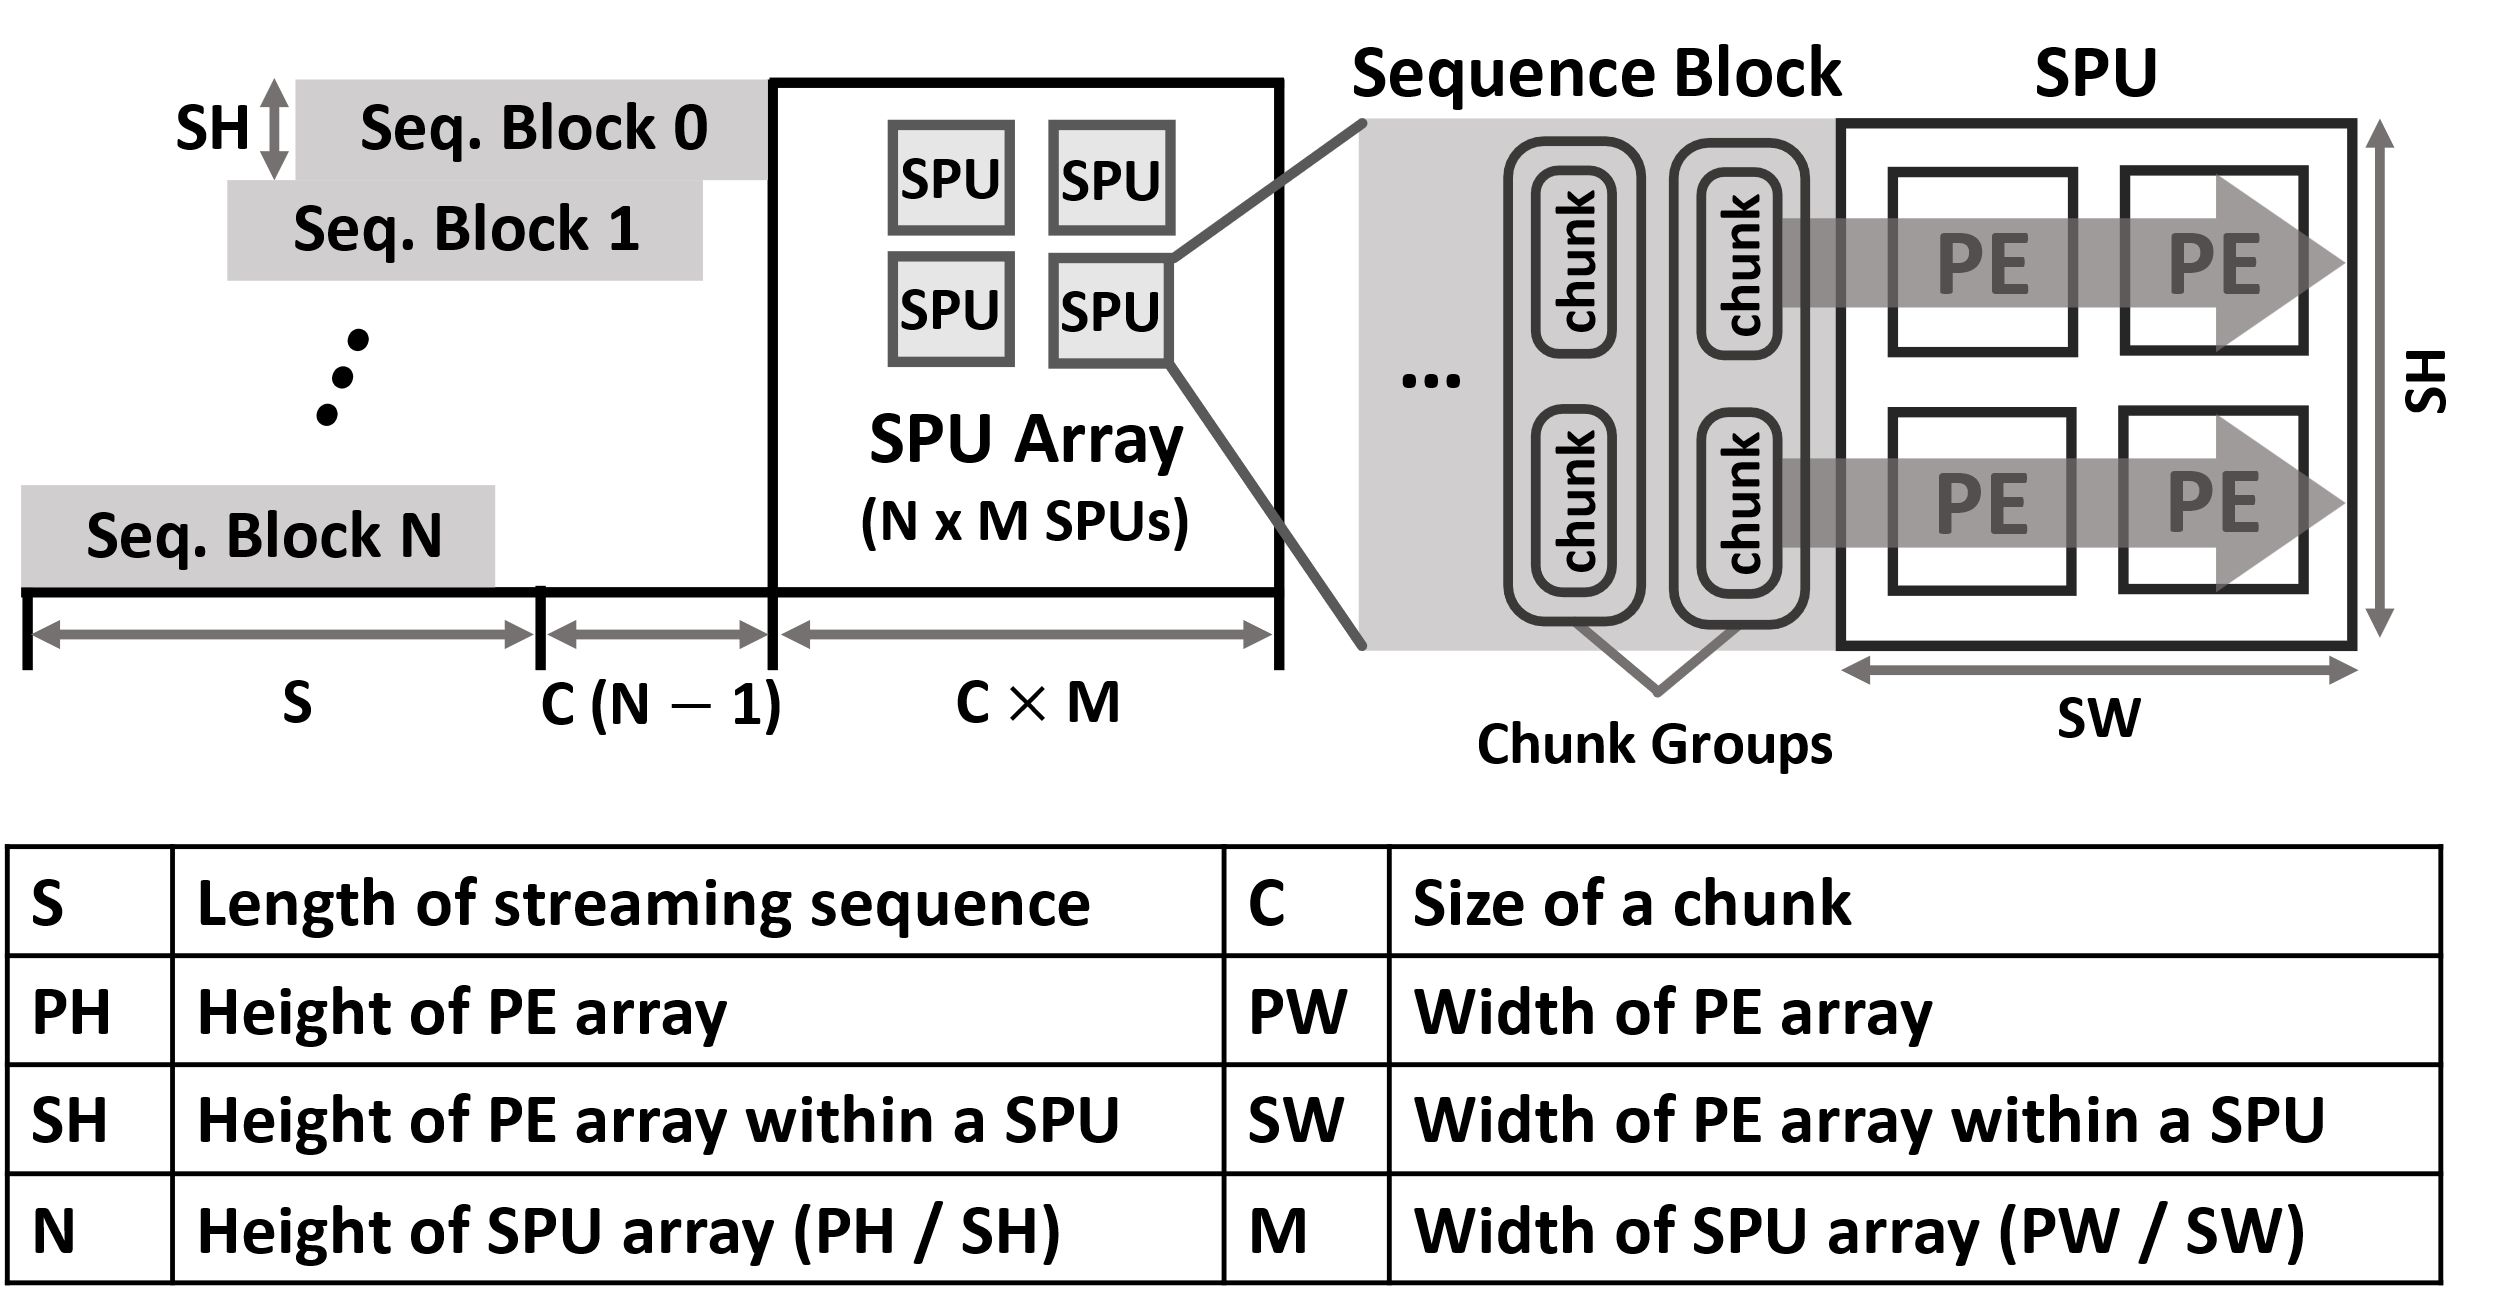 Sequence Block
SPU
SH
Seq. Block 0
Seq. Block 1
Seq. Block N
SPU
SPU
SPU
SPU
SPU Array
(N x M SPUs)
S
C (N − 1)
C × M
...
chunk
chunk
chunk
chunk
PE
PE
PE
PE
SH
SW
Chunk Groups
S Length of streaming sequence C Size of a chunk
PH Height of PE array PW Width of PE array
SH Height of PE array within a SPU SW Width of PE array within a SPU
N Height of SPU array (PH / SH) M Width of SPU array (PW / SW)